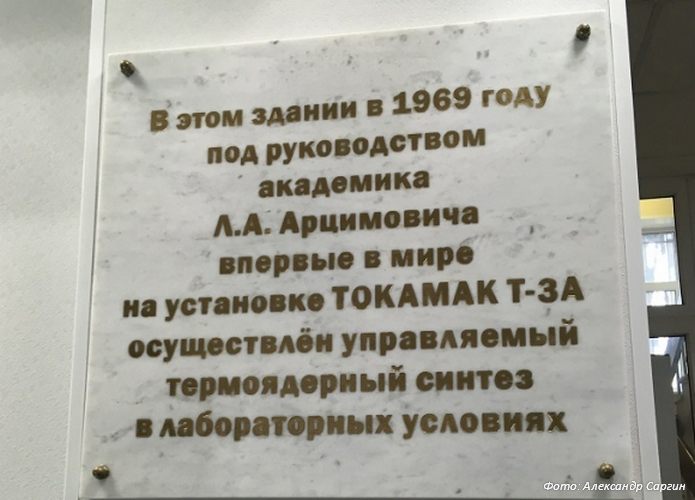 В этом здании в 1969 году
под руководством
академика
Л.А. Арцимовича
впервые в мире
на установке ТОКАМАК Т-3А
осуществлён управляемый
термоядерный синтез
в лабораторных условиях
Фото: Александр Саргин